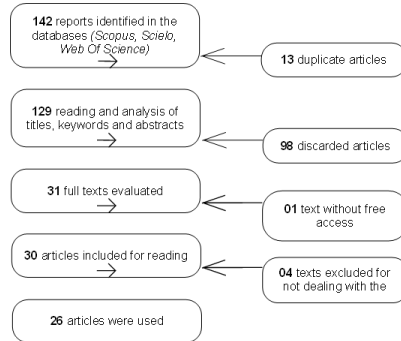 142 reports identified in the
databases (Scopus, Scielo,
Web Of Science)
13 duplicate articles
129 reading and analysis of
titles, keywords and abstracts
98 discarded articles
31 full texts evaluated
01 text without free
access
30 articles included for reading
04 texts excluded for
not dealing with the
26 articles were used